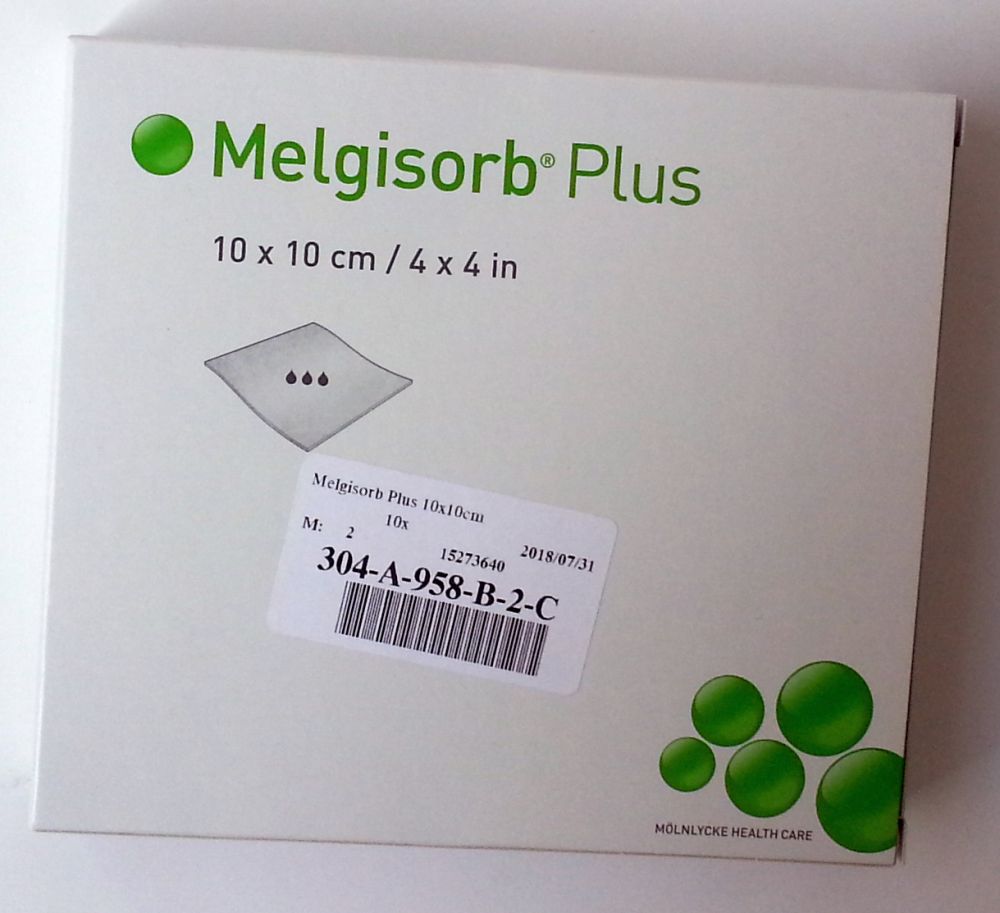 Melgisorb® Plus
10 x 10 cm / 4 x 4 in
Melgisorb Plus 10x10cm
M: 2 10x
15273640 2018/07/31
304-A-958-B-2-C
MÖLNLYCKE HEALTH CARE